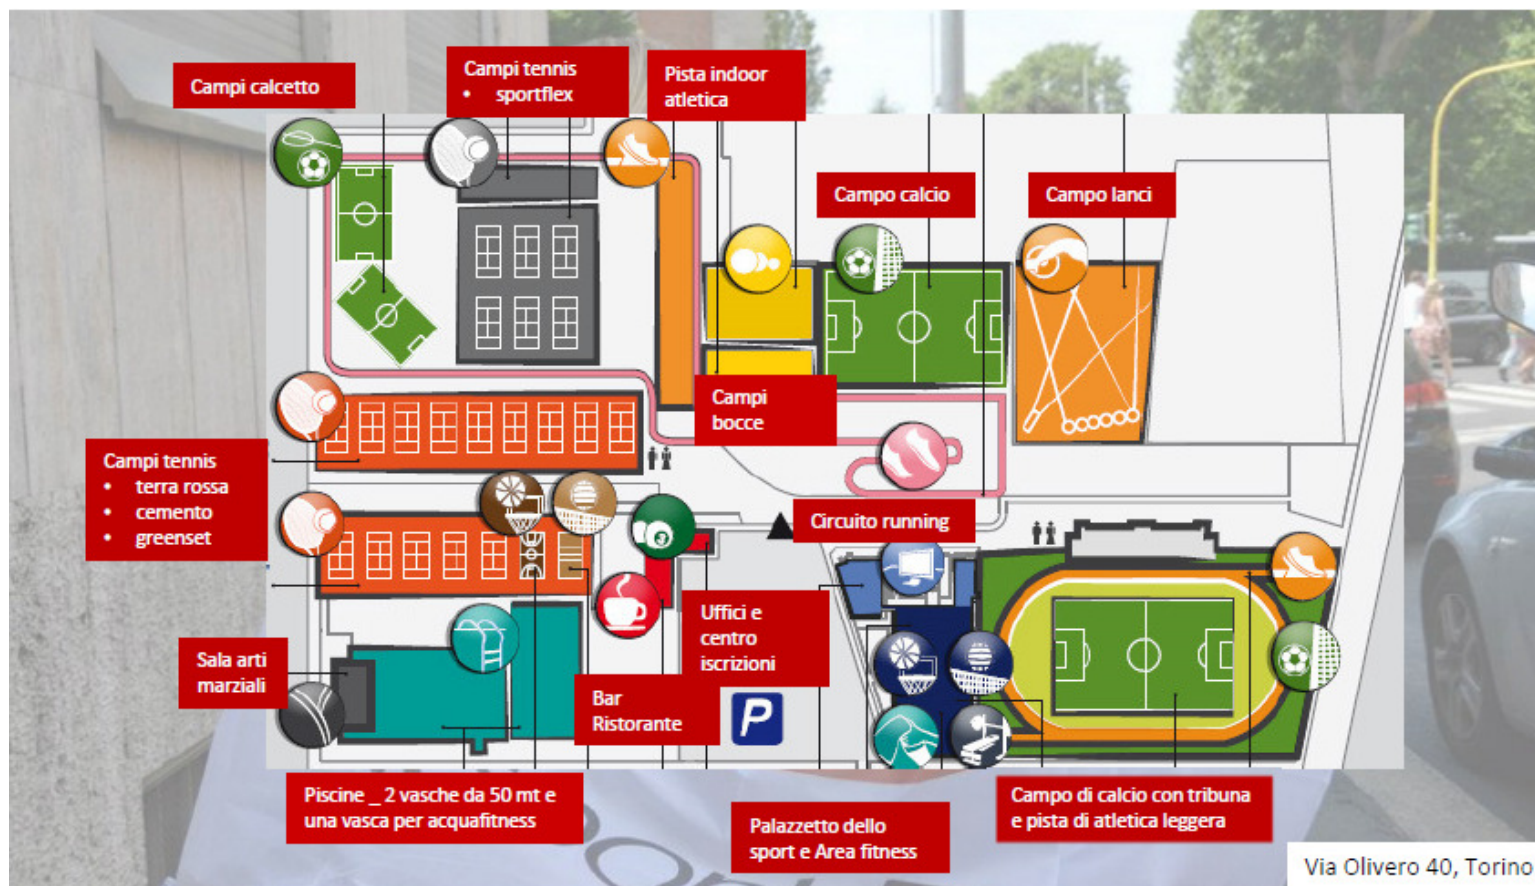 Campi calcetto
Campi tennis
• sportflex
Pista indoor
atletica
Campo calcio
Campo lanci
Campi
bocce
Campi tennis
• terra rossa
• cemento
• greenset
Circuito running
3
Uffici e
centro
iscrizioni
Sala arti
marziali
Bar
Ristorante
P
Piscine _ 2 vasche da 50 mt e
una vasca per acquafitness
Palazzetto dello
sport e Area fitness
Campo di calcio con tribuna
e pista di atletica leggera
Via Olivero 40, Torino